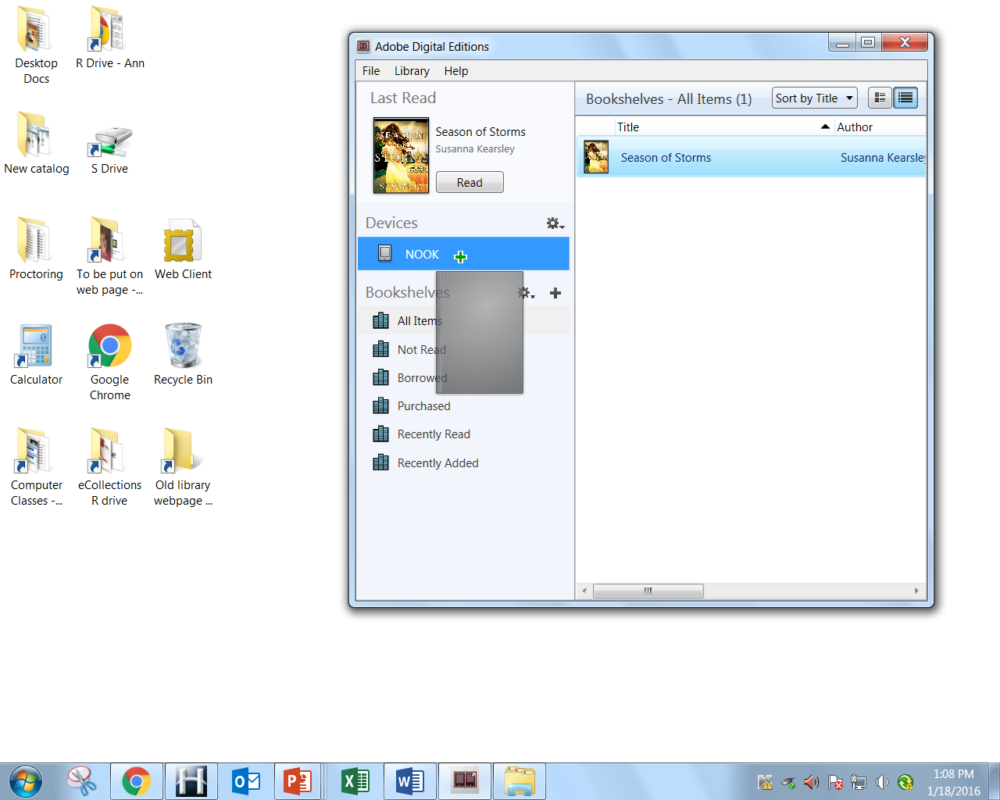 Desktop
Docs
R Drive - Ann
New catalog
S Drive
Proctoring
To be put on
web page -...
Web Client
Calculator
Google
Chrome
Recycle Bin
Computer
Classes -...
eCollections
R drive
Old library
webpage ...
Adobe Digital Editions
File Library Help
Last Read
SEASON
STORMS
SUSANNA
Season of Storms
Susanna Kearsley
Read
Devices
NOOK
Bookshelves
All Items
Not Read
Borrowed
Purchased
Recently Read
Recently Added
Bookshelves - All Items (1)
Sort by Title
Title Author
Season of Storms Susanna Kearsley
1:08 PM
1/18/2016